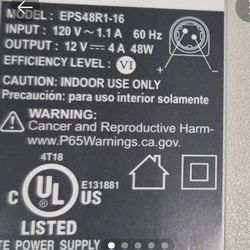 MODEL: EPS48R1-16
INPUT: 120 V~ 1.1 A 60 Hz
OUTPUT: 12 V⎓ 4 A 48W
EFFICIENCY LEVEL: VI
CAUTION: INDOOR USE ONLY
Precaución: para uso interior solamente
WARNING:
Cancer and Reproductive Harm-
www.P65Warnings.ca.gov.
4T18
C UL US
E131881
LISTED
TE POWER SUPPLY